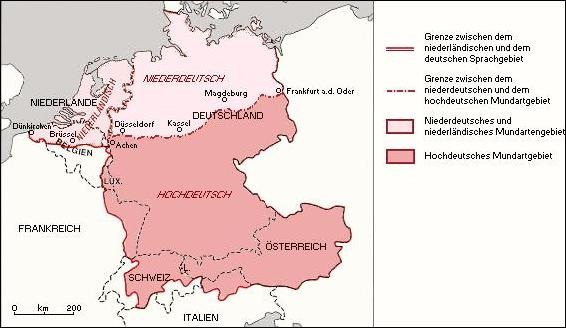 NIEDERDEUTSCH
NIEDERLÄNDISCH
NIEDERLANDE
Magdeburg
Frankfurt a.d. Oder
DEUTSCHLAND
Dünkirchen
Brüssel
Düsseldorf
Kassel
BELGIEN
Achen
LUX.
HOCHDEUTSCH
FRANKREICH
ÖSTERREICH
SCHWEIZ
L.
ITALIEN
0 km 200
Grenze zwischen dem
niederländischen und dem
deutschen Sprachgebiet
Grenze zwischen dem
niederdeutschen und dem
hochdeutschen Mundartgebiet
Niederdeutsches und
niederländisches Mundartengebiet
Hochdeutsches Mundartgebiet